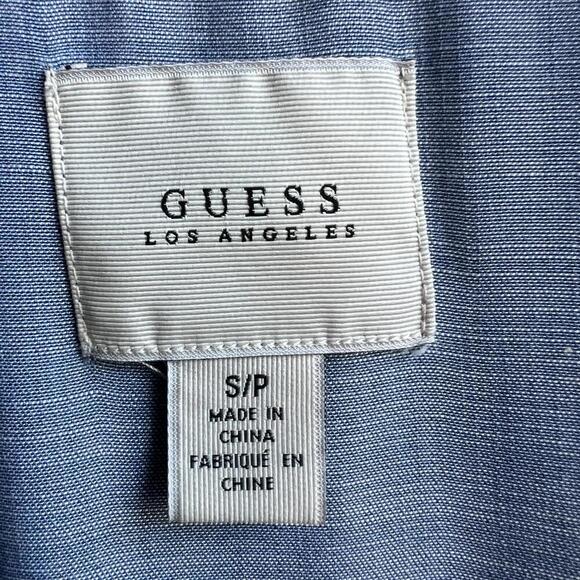 GUESS
LOS ANGELES
S/P
MADE IN
CHINA
FABRIQUÉ EN
CHINE